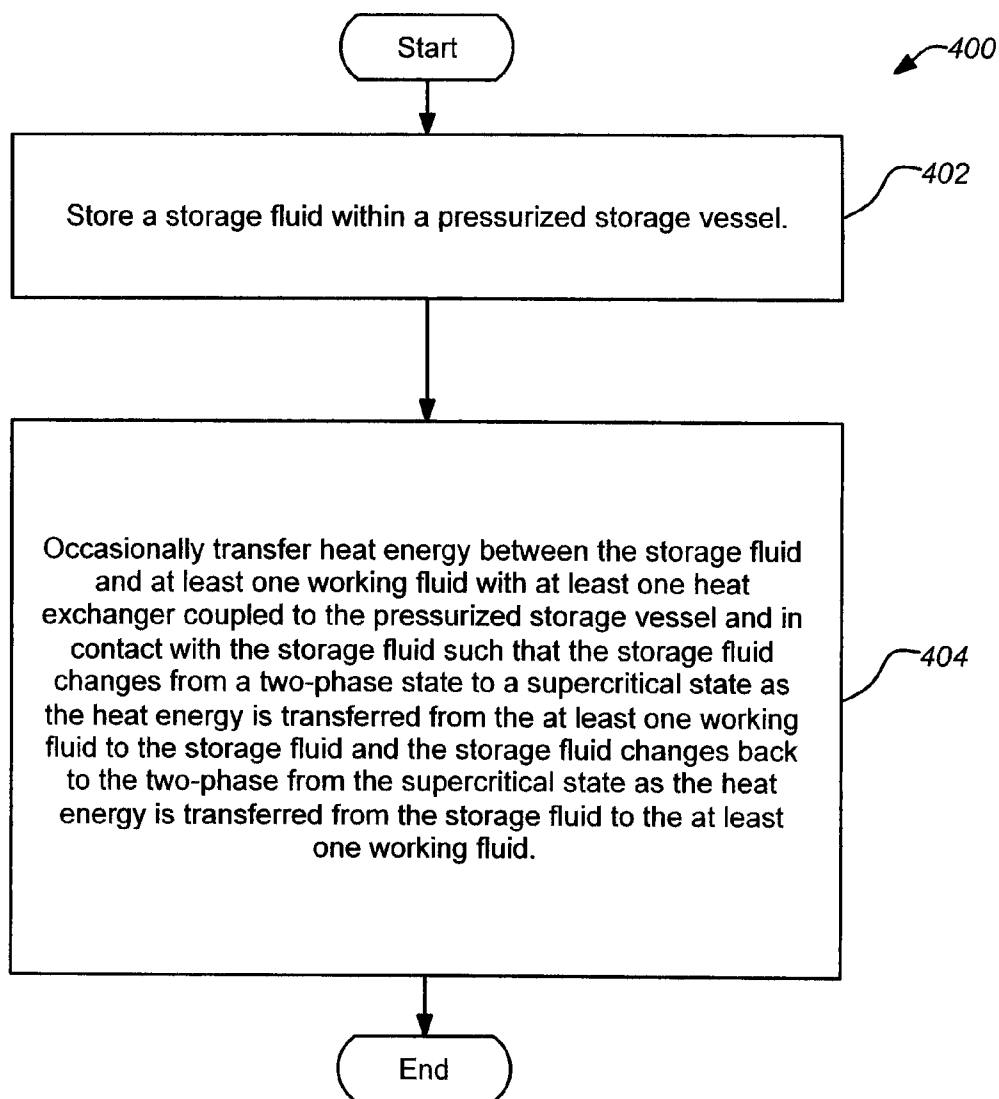 Start
400
Store a storage fluid within a pressurized storage vessel.
402
Occasionally transfer heat energy between the storage fluid
and at least one working fluid with at least one heat
exchanger coupled to the pressurized storage vessel and in
contact with the storage fluid such that the storage fluid
changes from a two-phase state to a supercritical state as
the heat energy is transferred from the at least one working
fluid to the storage fluid and the storage fluid changes back
to the two-phase from the supercritical state as the heat
energy is transferred from the storage fluid to the at least
one working fluid.
404
End